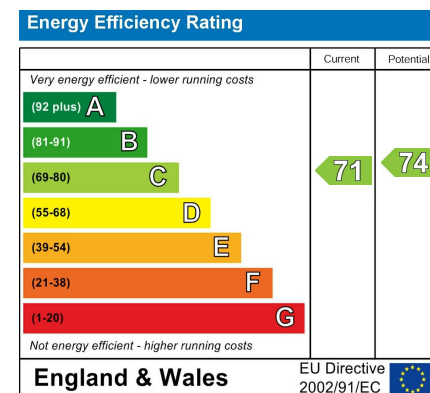 Energy Efficiency Rating
Current Potential
Very energy efficient - lower running costs
(92 plus) A
(81-91) B
(69-80) C
(55-68) D
(39-54) E
(21-38) F
(1-20) G
71
74
Not energy efficient - higher running costs
England & Wales
EU Directive
2002/91/EC